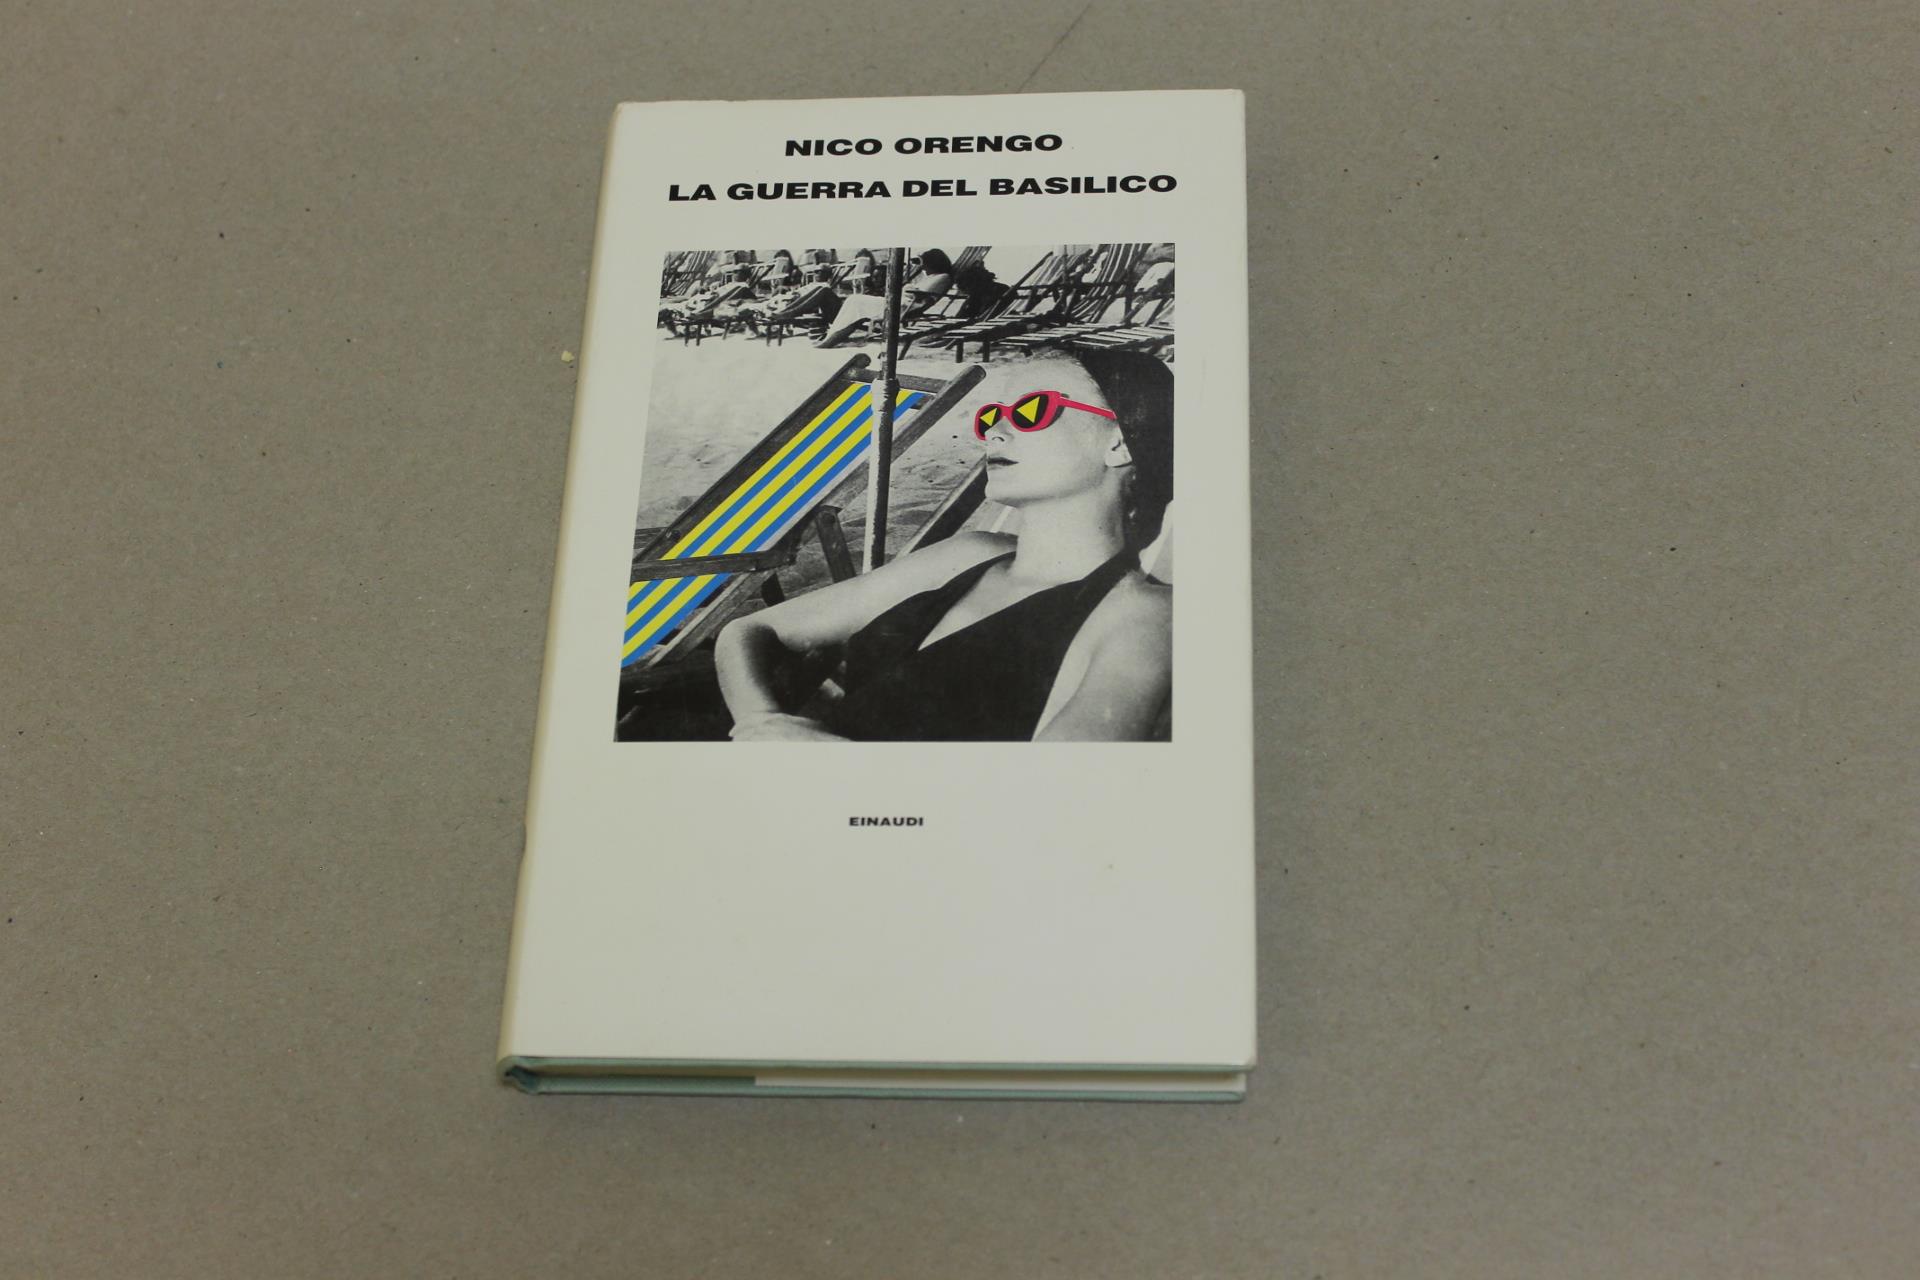 NICO ORENGO
LA GUERRA DEL BASILICO
EINAUDI